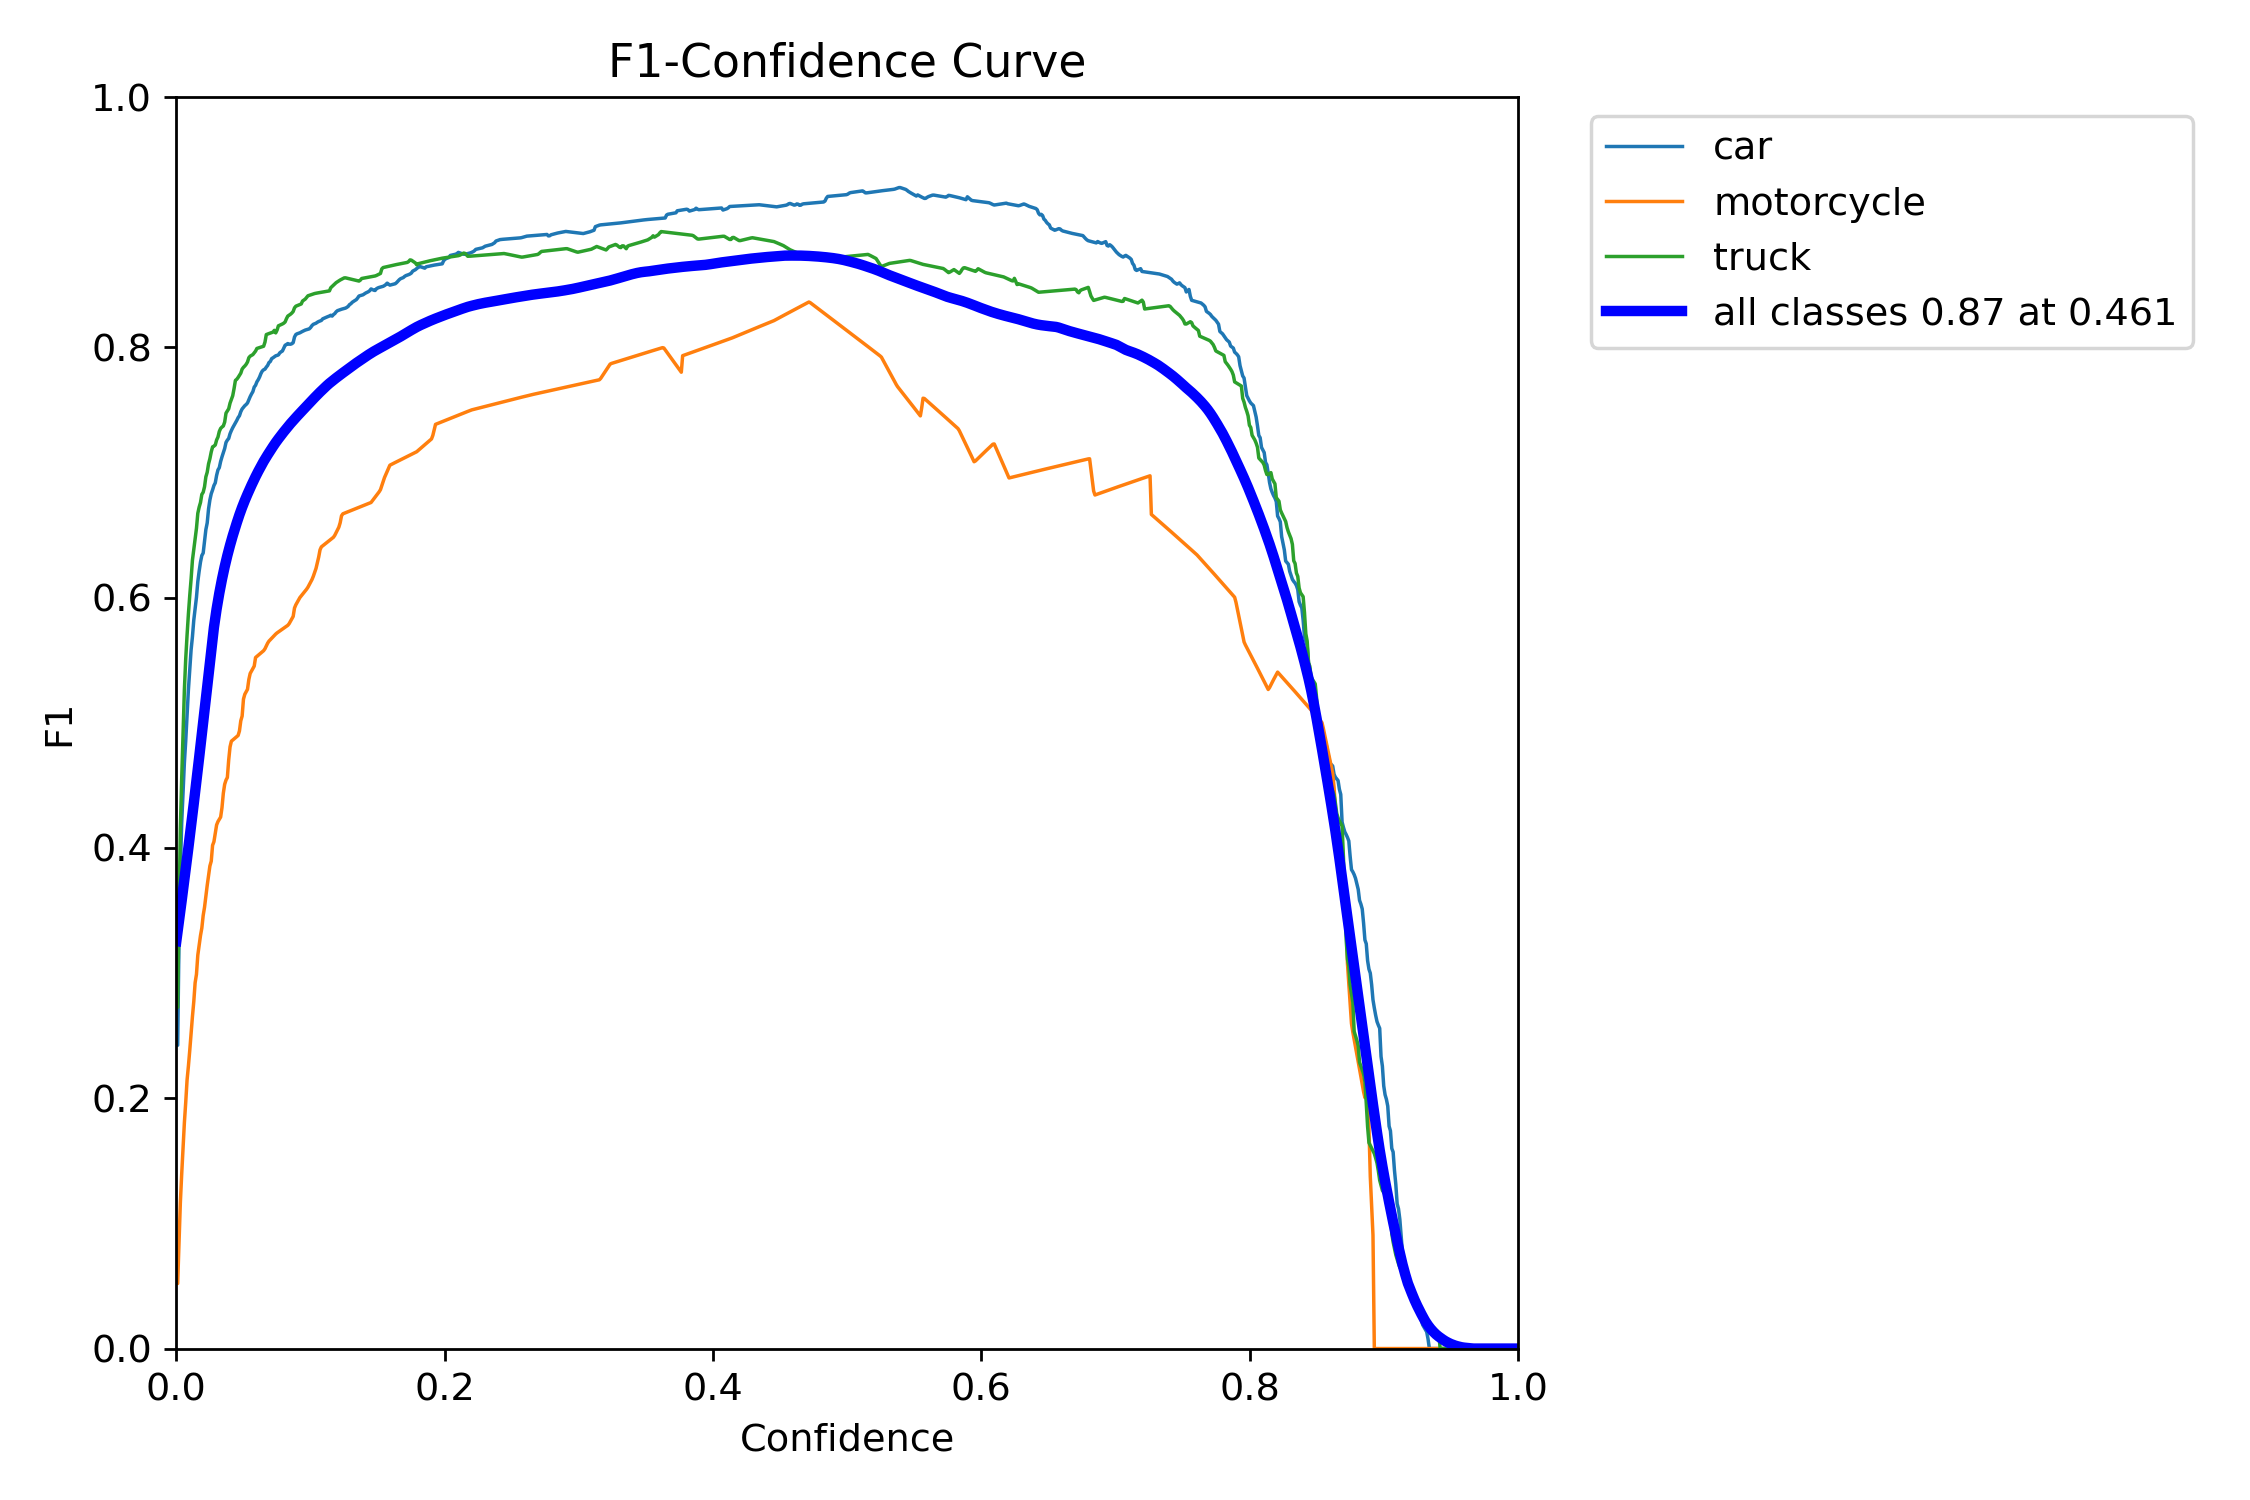 F1-Confidence Curve
1.0
0.8
0.6
0.4
0.2
0.0
F1
0.0 0.2 0.4 0.6 0.8 1.0
Confidence
car
motorcycle
truck
all classes 0.87 at 0.461